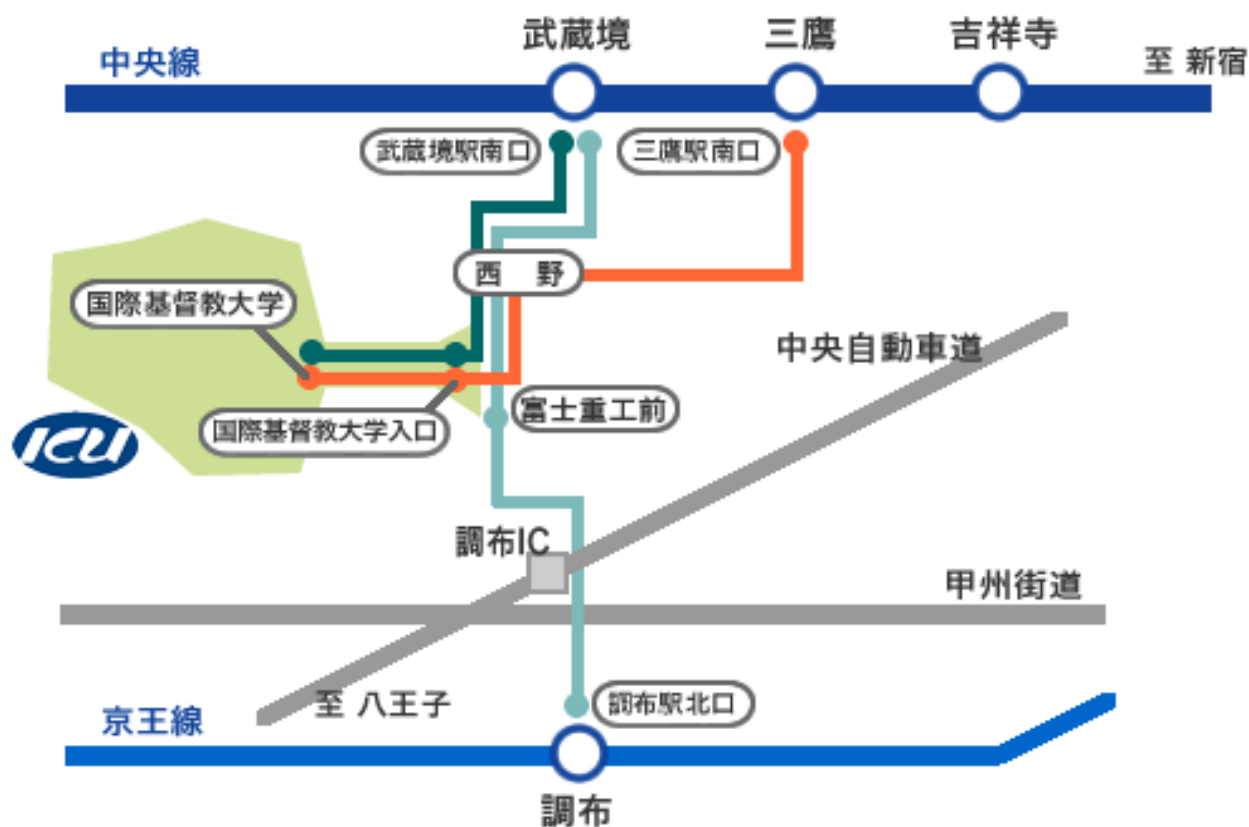 武蔵境
三鷹
吉祥寺
中央線
至 新宿
武蔵境駅南口
三鷹駅南口
西 野
国際基督教大学
中央自動車道
国際基督教大学入口
富士重工前
ICU
調布IC
甲州街道
至 八王子
調布駅北口
京王線
調布